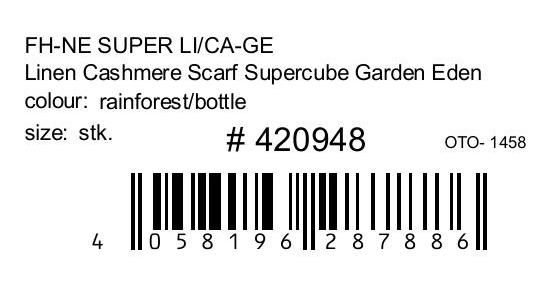 FH-NE SUPER LI/CA-GE
Linen Cashmere Scarf Supercube Garden Eden
colour: rainforest/bottle
size: stk.
# 420948
OTO- 1458
4 058196 287886